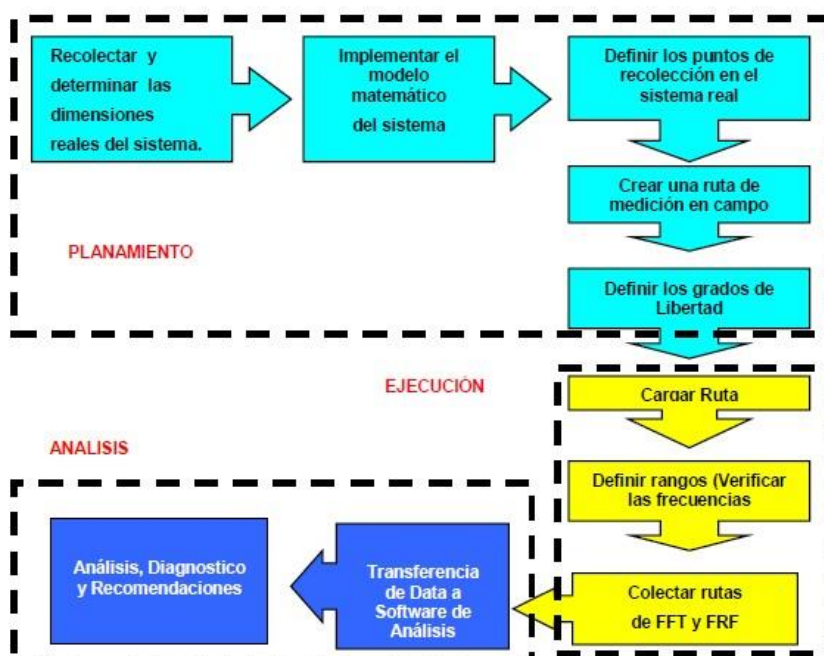 Recolectar y
determinar las
dimensiones
reales del sistema.
Implementar el
modelo
matemático
del sistema
Definir los puntos de
recolección en el
sistema real
Crear una ruta de
medición en campo
PLANAMIENTO
Definir los grados de
Libertad
EJECUCIÓN
Cargar Ruta
ANALISIS
Definir rangos (Verificar
las frecuencias
Colectar rutas
de FFT y FRF
Transferencia
de Data a
Software de
Análisis
Análisis, Diagnostico
y Recomendaciones